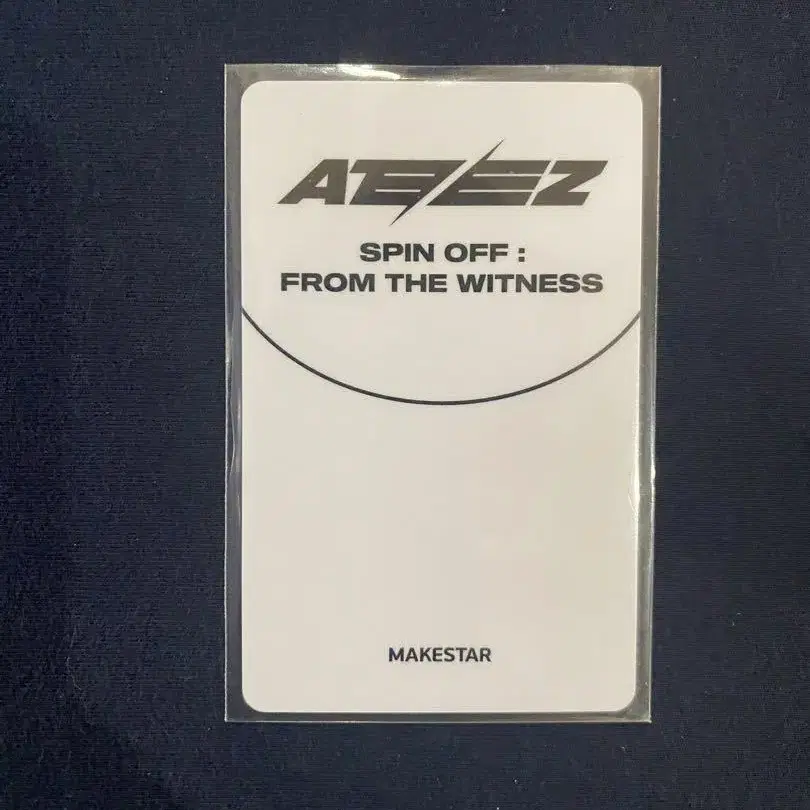 ATEEZ
SPIN OFF :
FROM THE WITNESS
MAKESTAR